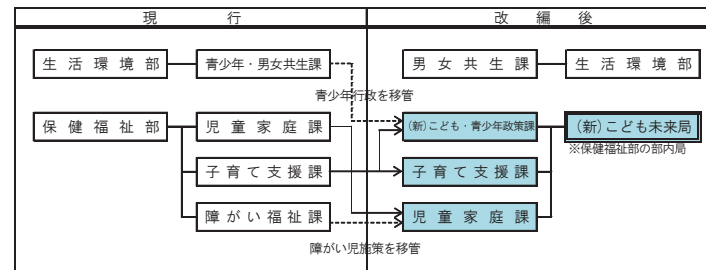 現行 改編後
生活環境部 青少年・男女共生課 男女共生課 生活環境部
青少年行政を移管
保健福祉部 児童家庭課 (新)こども・青少年政策課 (新)こども未来局
※保健福祉部の部内局
子育て支援課 子育て支援課
障がい福祉課 児童家庭課
障がい児施策を移管